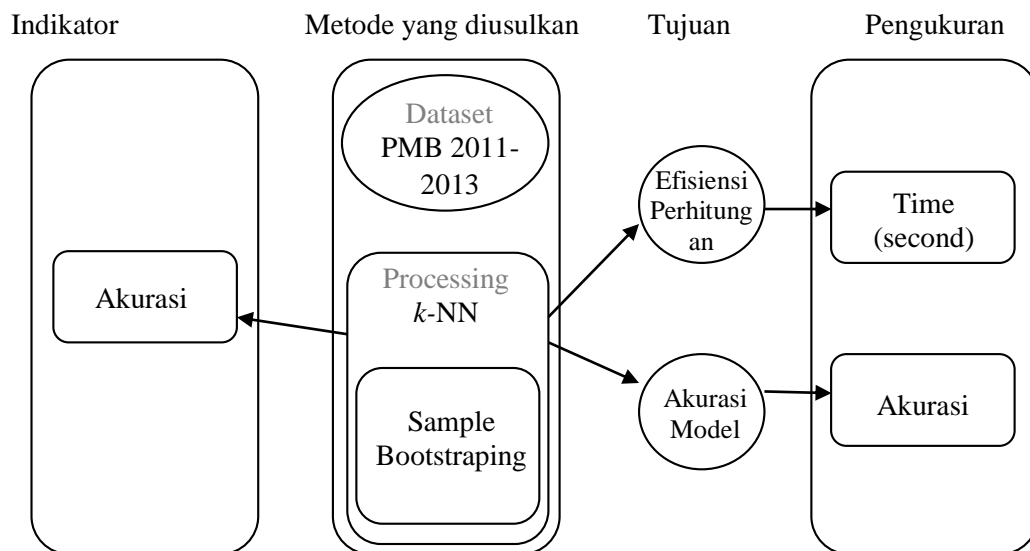 Indikator
Metode yang diusulkan
Tujuan
Pengukuran
Akurasi
Dataset
PMB 2011-
2013
Processing
k-NN
Sample
Bootstraping
Efisiensi
Perhitung
an
Akurasi
Model
Time
(second)
Akurasi